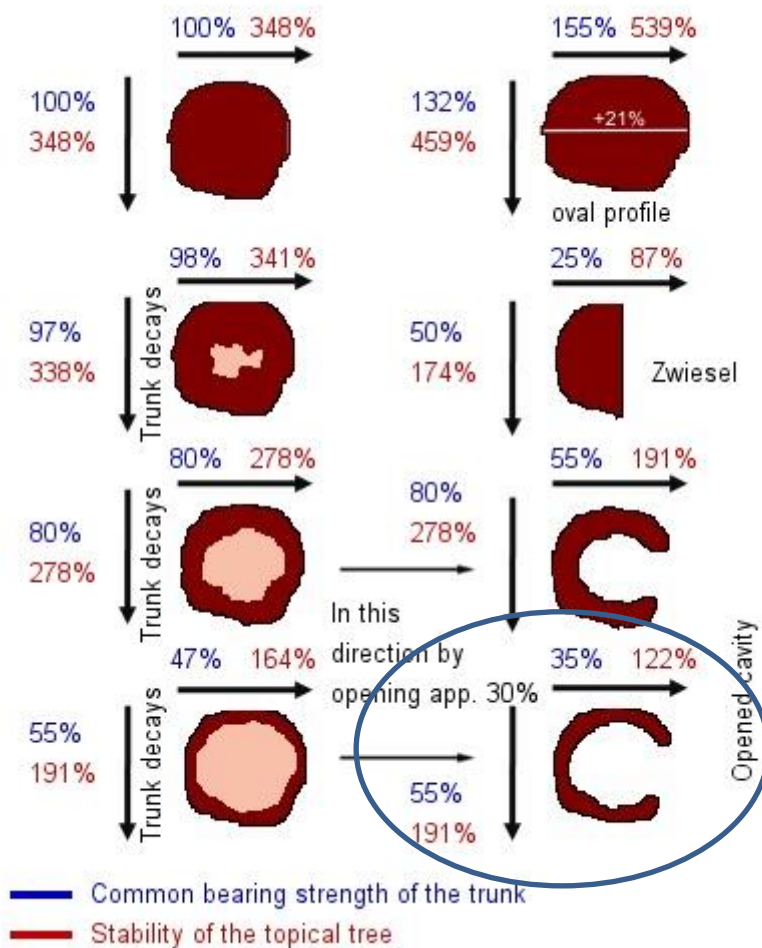 100% 348%
155% 539%
100%
348%
132%
459%
+21%
oval profile
98% 341%
25% 87%
97%
338%
Trunk decays
50%
174%
Zwiesel
80% 278%
55% 191%
80%
278%
Trunk decays
80%
278%
In this
direction by
opening app. 30%
47% 164%
35% 122%
55%
191%
Trunk decays
55%
191%
Opened cavity
Common bearing strength of the trunk
Stability of the topical tree